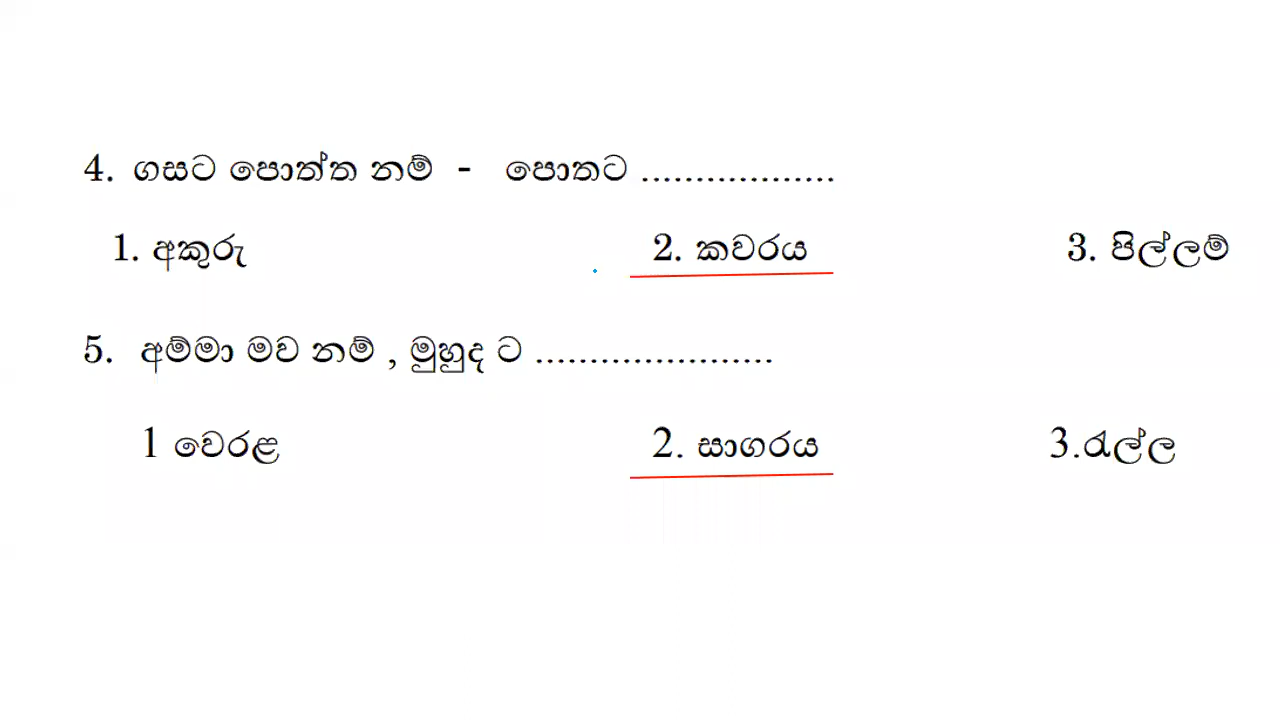 4. ගසට පොත්ත නම් - පොතට ..................
1. අකුරු 2. කවරය 3. පිල්ලම්
5. අම්මා මව නම් , මුහුද ට ......................
1 වෙරළ 2. සාගරය 3.රැල්ල